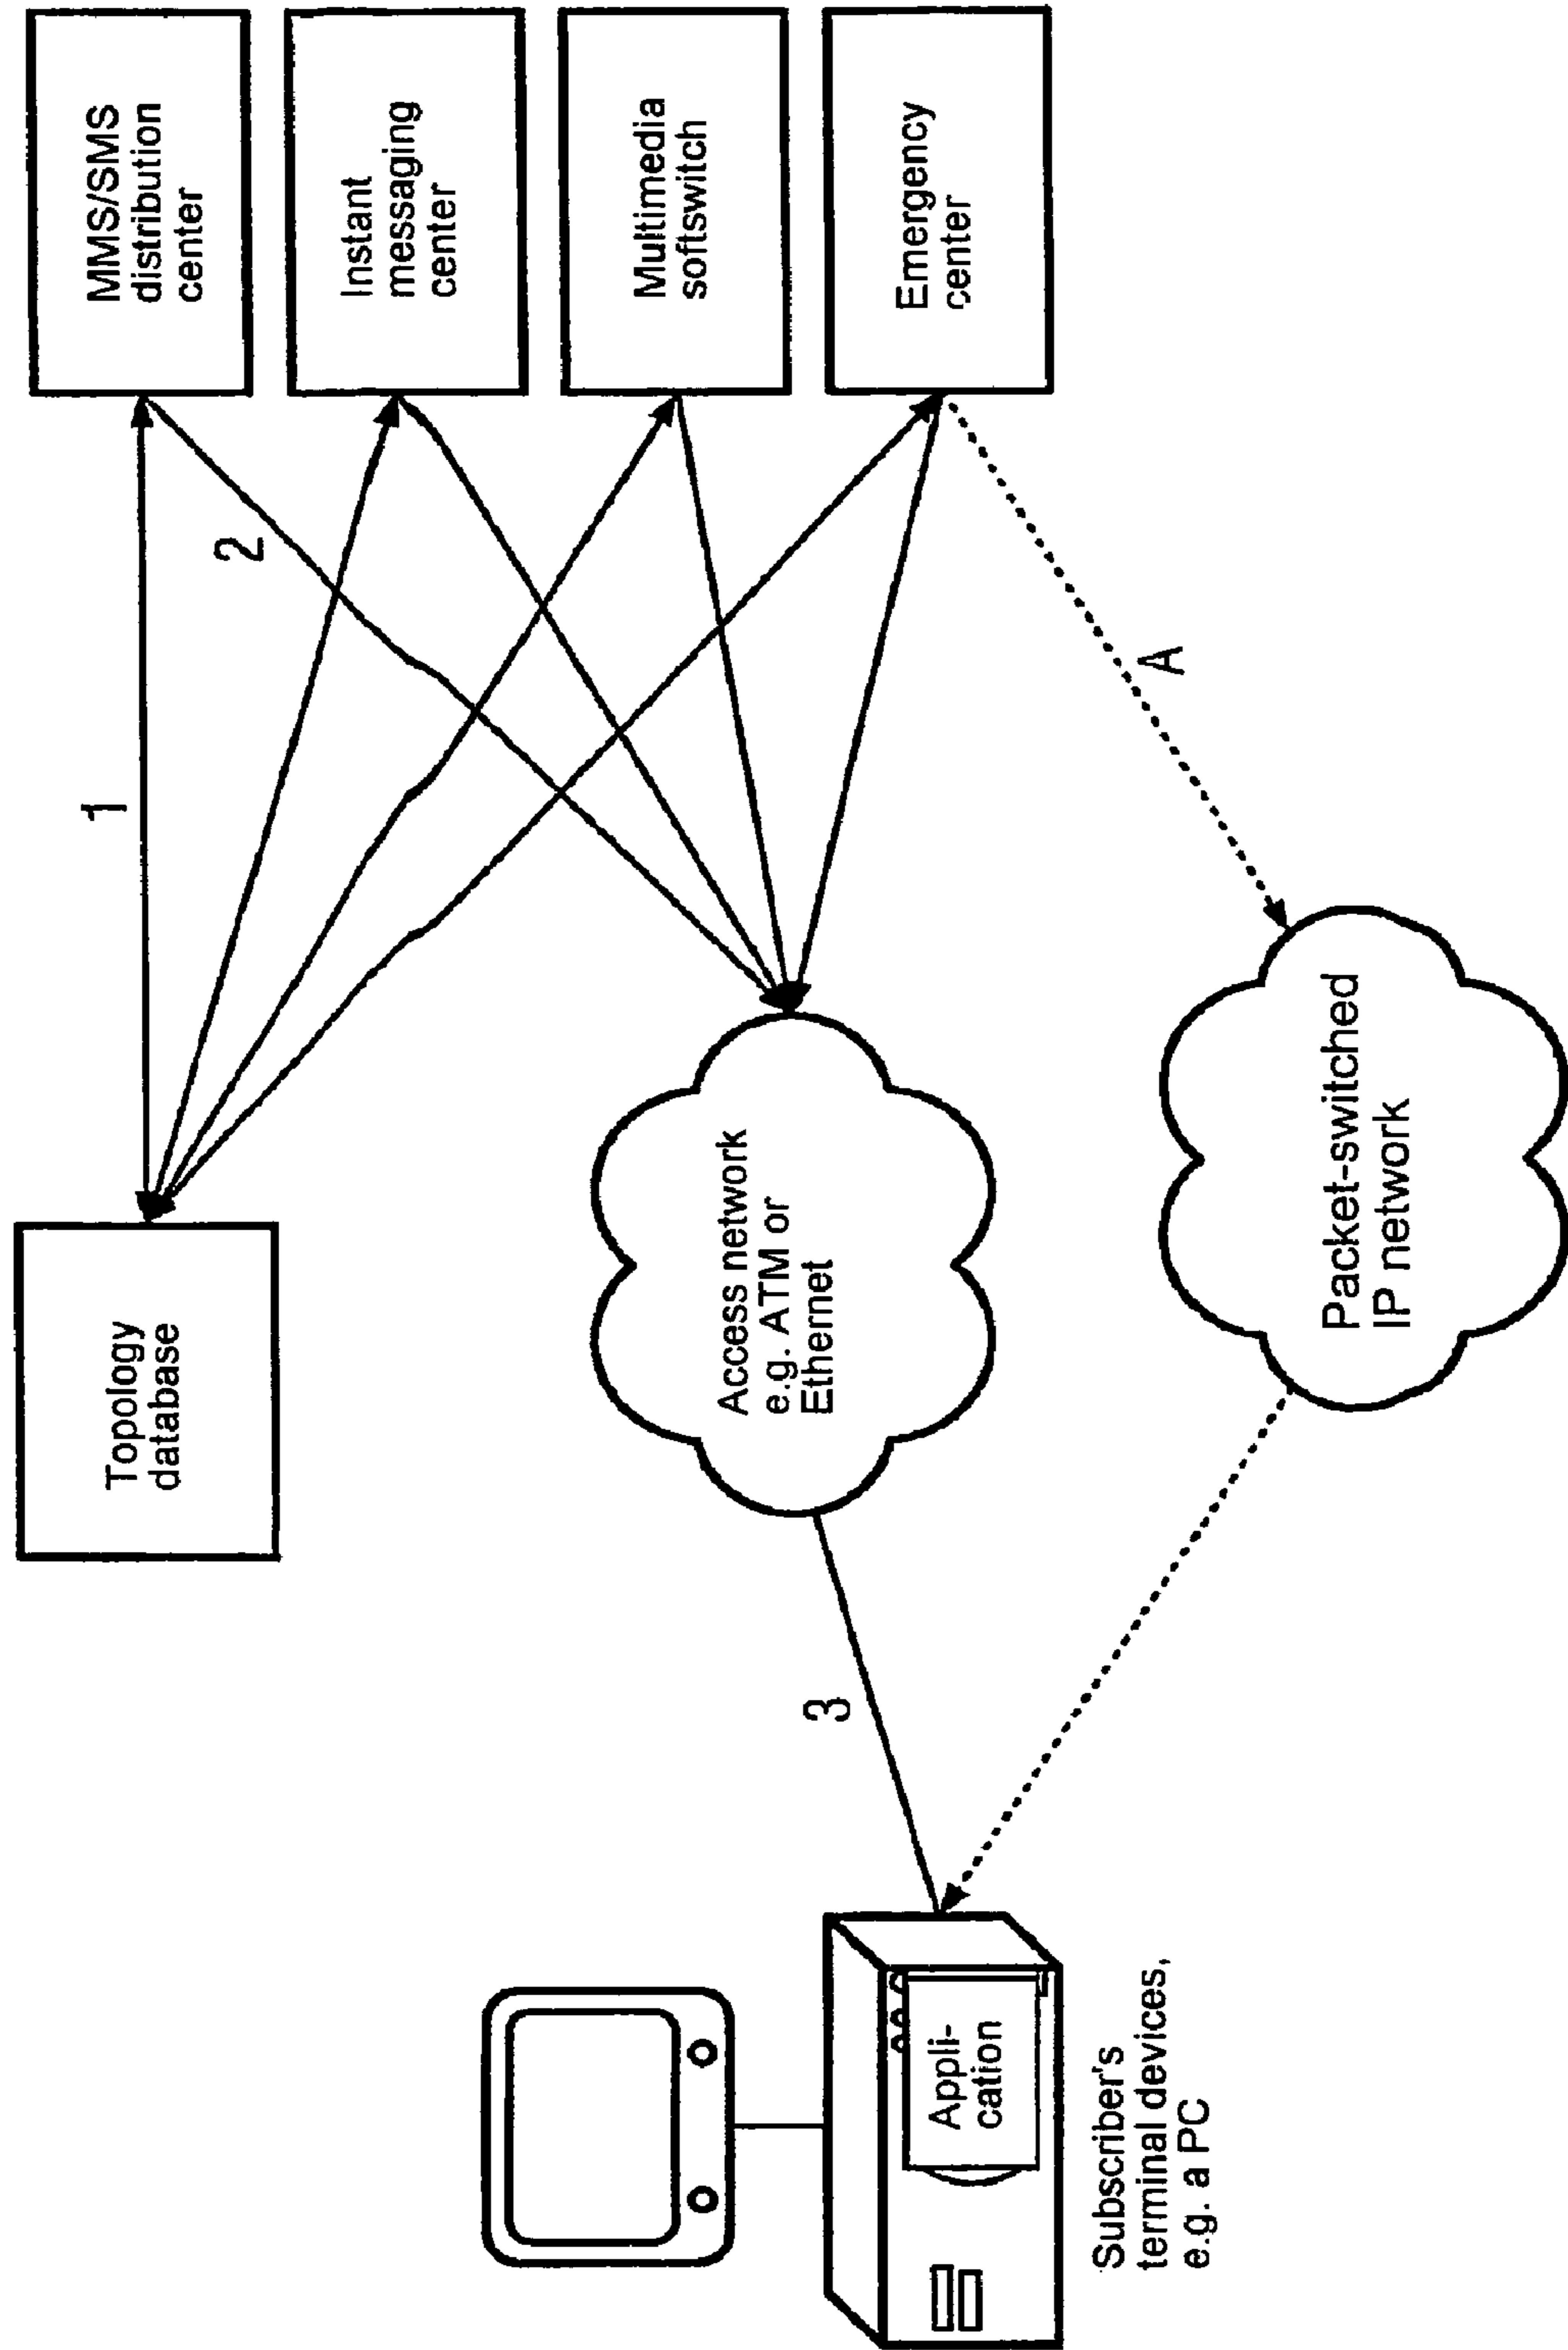 MMS/SMS
distribution
center
Instant
messaging
center
Multimedia
softswitch
Emergency
center
1
2
A
Topology
database
Access network
e.g. ATM or
Ethernet
Packet-switched
IP network
3
Appli-
cation
Subscriber's
terminal devices,
e.g. a PC